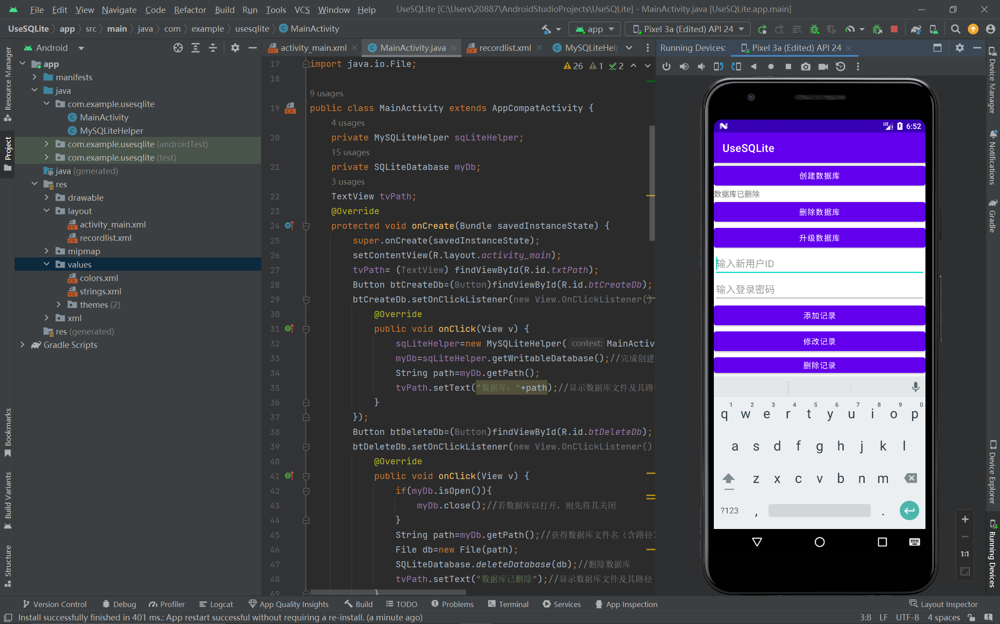 File Edit View Navigate Code Refactor Build Run Tools VCS Window Help UseSQLite [C:\Users\20887\AndroidStudioProjects\UseSQLite] - MainActivity.java [UseSQLite.app.main]
UseSQLite app src main java com example usesqlite MainActivity app Pixel 3a (Edited) API 24
Resource Manager
Project
Bookmarks
Build Variants
Structure
Android
app
manifests
java
com.example.usesqlite
MainActivity
MySQLiteHelper
com.example.usesqlite (androidTest)
com.example.usesqlite (test)
java (generated)
res
drawable
layout
activity_main.xml
recordlist.xml
mipmap
values
colors.xml
strings.xml
themes (2)
xml
res (generated)
Gradle Scripts
activity_main.xml MainActivity.java recordlist.xml MySQLiteHel
26 1 2
17 import java.io.File;
18
9 usages
19 public class MainActivity extends AppCompatActivity {
4 usages
20 private MySQLiteHelper sqLiteHelper;
15 usages
21 private SQLiteDatabase myDb;
3 usages
22 TextView tvPath;
23 @Override
24 protected void onCreate(Bundle savedInstanceState) {
25 super.onCreate(savedInstanceState);
26 setContentView(R.layout.activity_main);
27 tvPath= (TextView) findViewById(R.id.txtPath);
28 Button btCreateDb=(Button)findViewById(R.id.btCreateDb);
29 btCreateDb.setOnClickListener(new View.OnClickListener()
30 @Override
31 public void onClick(View v) {
32 sqLiteHelper=new MySQLiteHelper( context: MainActiv
33 myDb=sqLiteHelper.getWritableDatabase();//完成创建
34 String path=myDb.getPath();
35 tvPath.setText("数据库："+path);//显示数据库文件及其路径
36 }
37 });
38 Button btDeleteDb=(Button)findViewById(R.id.btDeleteDb);
39 btDeleteDb.setOnClickListener(new View.OnClickListener()
40 @Override
41 public void onClick(View v) {
42 if(myDb.isOpen()){
43 myDb.close();//若数据库以打开，则先将其关闭
44 }
45 String path=myDb.getPath();//获得数据库文件名（含路径）
46 File db=new File(path);
47 SQLiteDatabase.deleteDatabase(db);//删除数据库
48 tvPath.setText("数据库已删除");//显示数据库文件及其路径
49 }
Running Devices: Pixel 3a (Edited) API 24
LTE 6:52
UseSQLite
创建数据库
数据库已删除
删除数据库
升级数据库
输入新用户ID
输入登录密码
添加记录
修改记录
删除记录
1 2 3 4 5 6 7 8 9 0
q w e r t y u i o p
a s d f g h j k l
z x c v b n m
?123 , .
1:1
Device Manager
Notifications
Gradle
Device Explorer
Running Devices
Version Control Debug Profiler Logcat App Quality Insights Build TODO Problems Terminal Services App Inspection Layout Inspector
Install successfully finished in 401 ms.: App restart successful without requiring a re-install. (a minute ago) 3:8 LF UTF-8 4 spaces